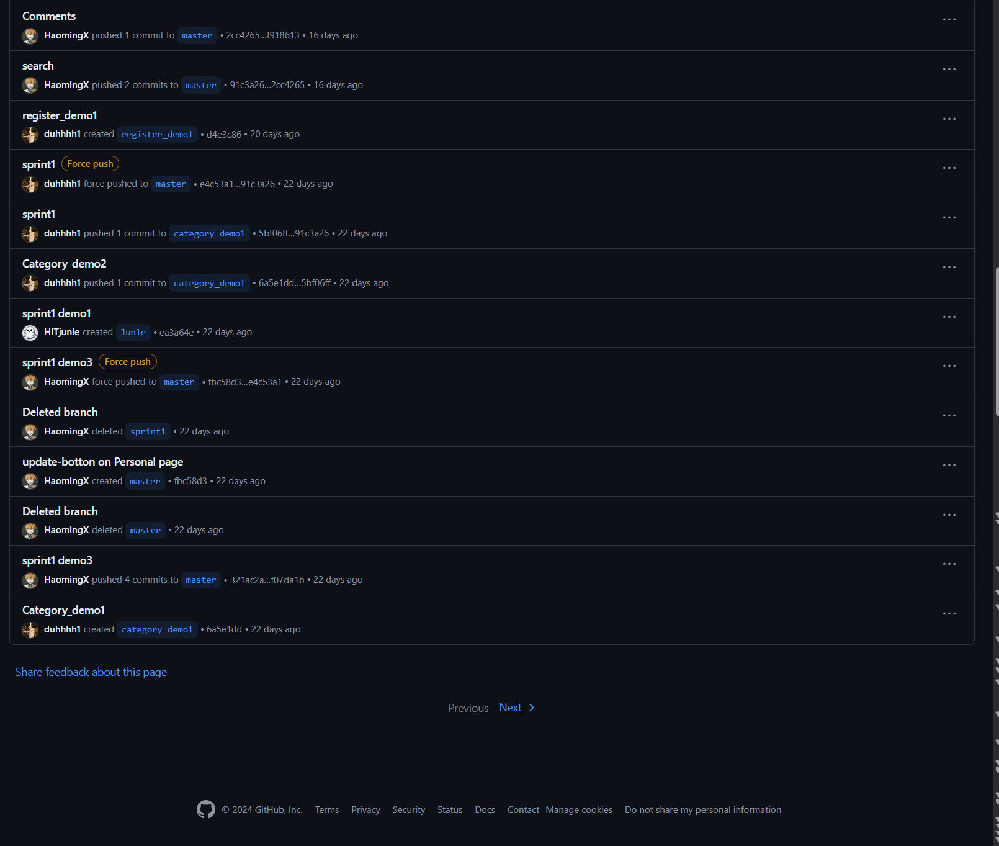 Comments
HaomingX pushed 1 commit to master • 2cc4265...f918613 • 16 days ago
search
HaomingX pushed 2 commits to master • 91c3a26...2cc4265 • 16 days ago
register_demo1
duhhhh1 created register_demo1 • d4e3c86 • 20 days ago
sprint1 Force push
duhhhh1 force pushed to master • e4c53a1...91c3a26 • 22 days ago
sprint1
duhhhh1 pushed 1 commit to category_demo1 • 5bf06ff...91c3a26 • 22 days ago
Category_demo2
duhhhh1 pushed 1 commit to category_demo1 • 6a5e1dd...5bf06ff • 22 days ago
sprint1 demo1
HITjunle created Junle • ea3a64e • 22 days ago
sprint1 demo3 Force push
HaomingX force pushed to master • fbc58d3...e4c53a1 • 22 days ago
Deleted branch
HaomingX deleted sprint1 • 22 days ago
update-botton on Personal page
HaomingX created master • fbc58d3 • 22 days ago
Deleted branch
HaomingX deleted master • 22 days ago
sprint1 demo3
HaomingX pushed 4 commits to master • 321ac2a...f07da1b • 22 days ago
Category_demo1
duhhhh1 created category_demo1 • 6a5e1dd • 22 days ago
Share feedback about this page
Previous Next
© 2024 GitHub, Inc. Terms Privacy Security Status Docs Contact Manage cookies Do not share my personal information